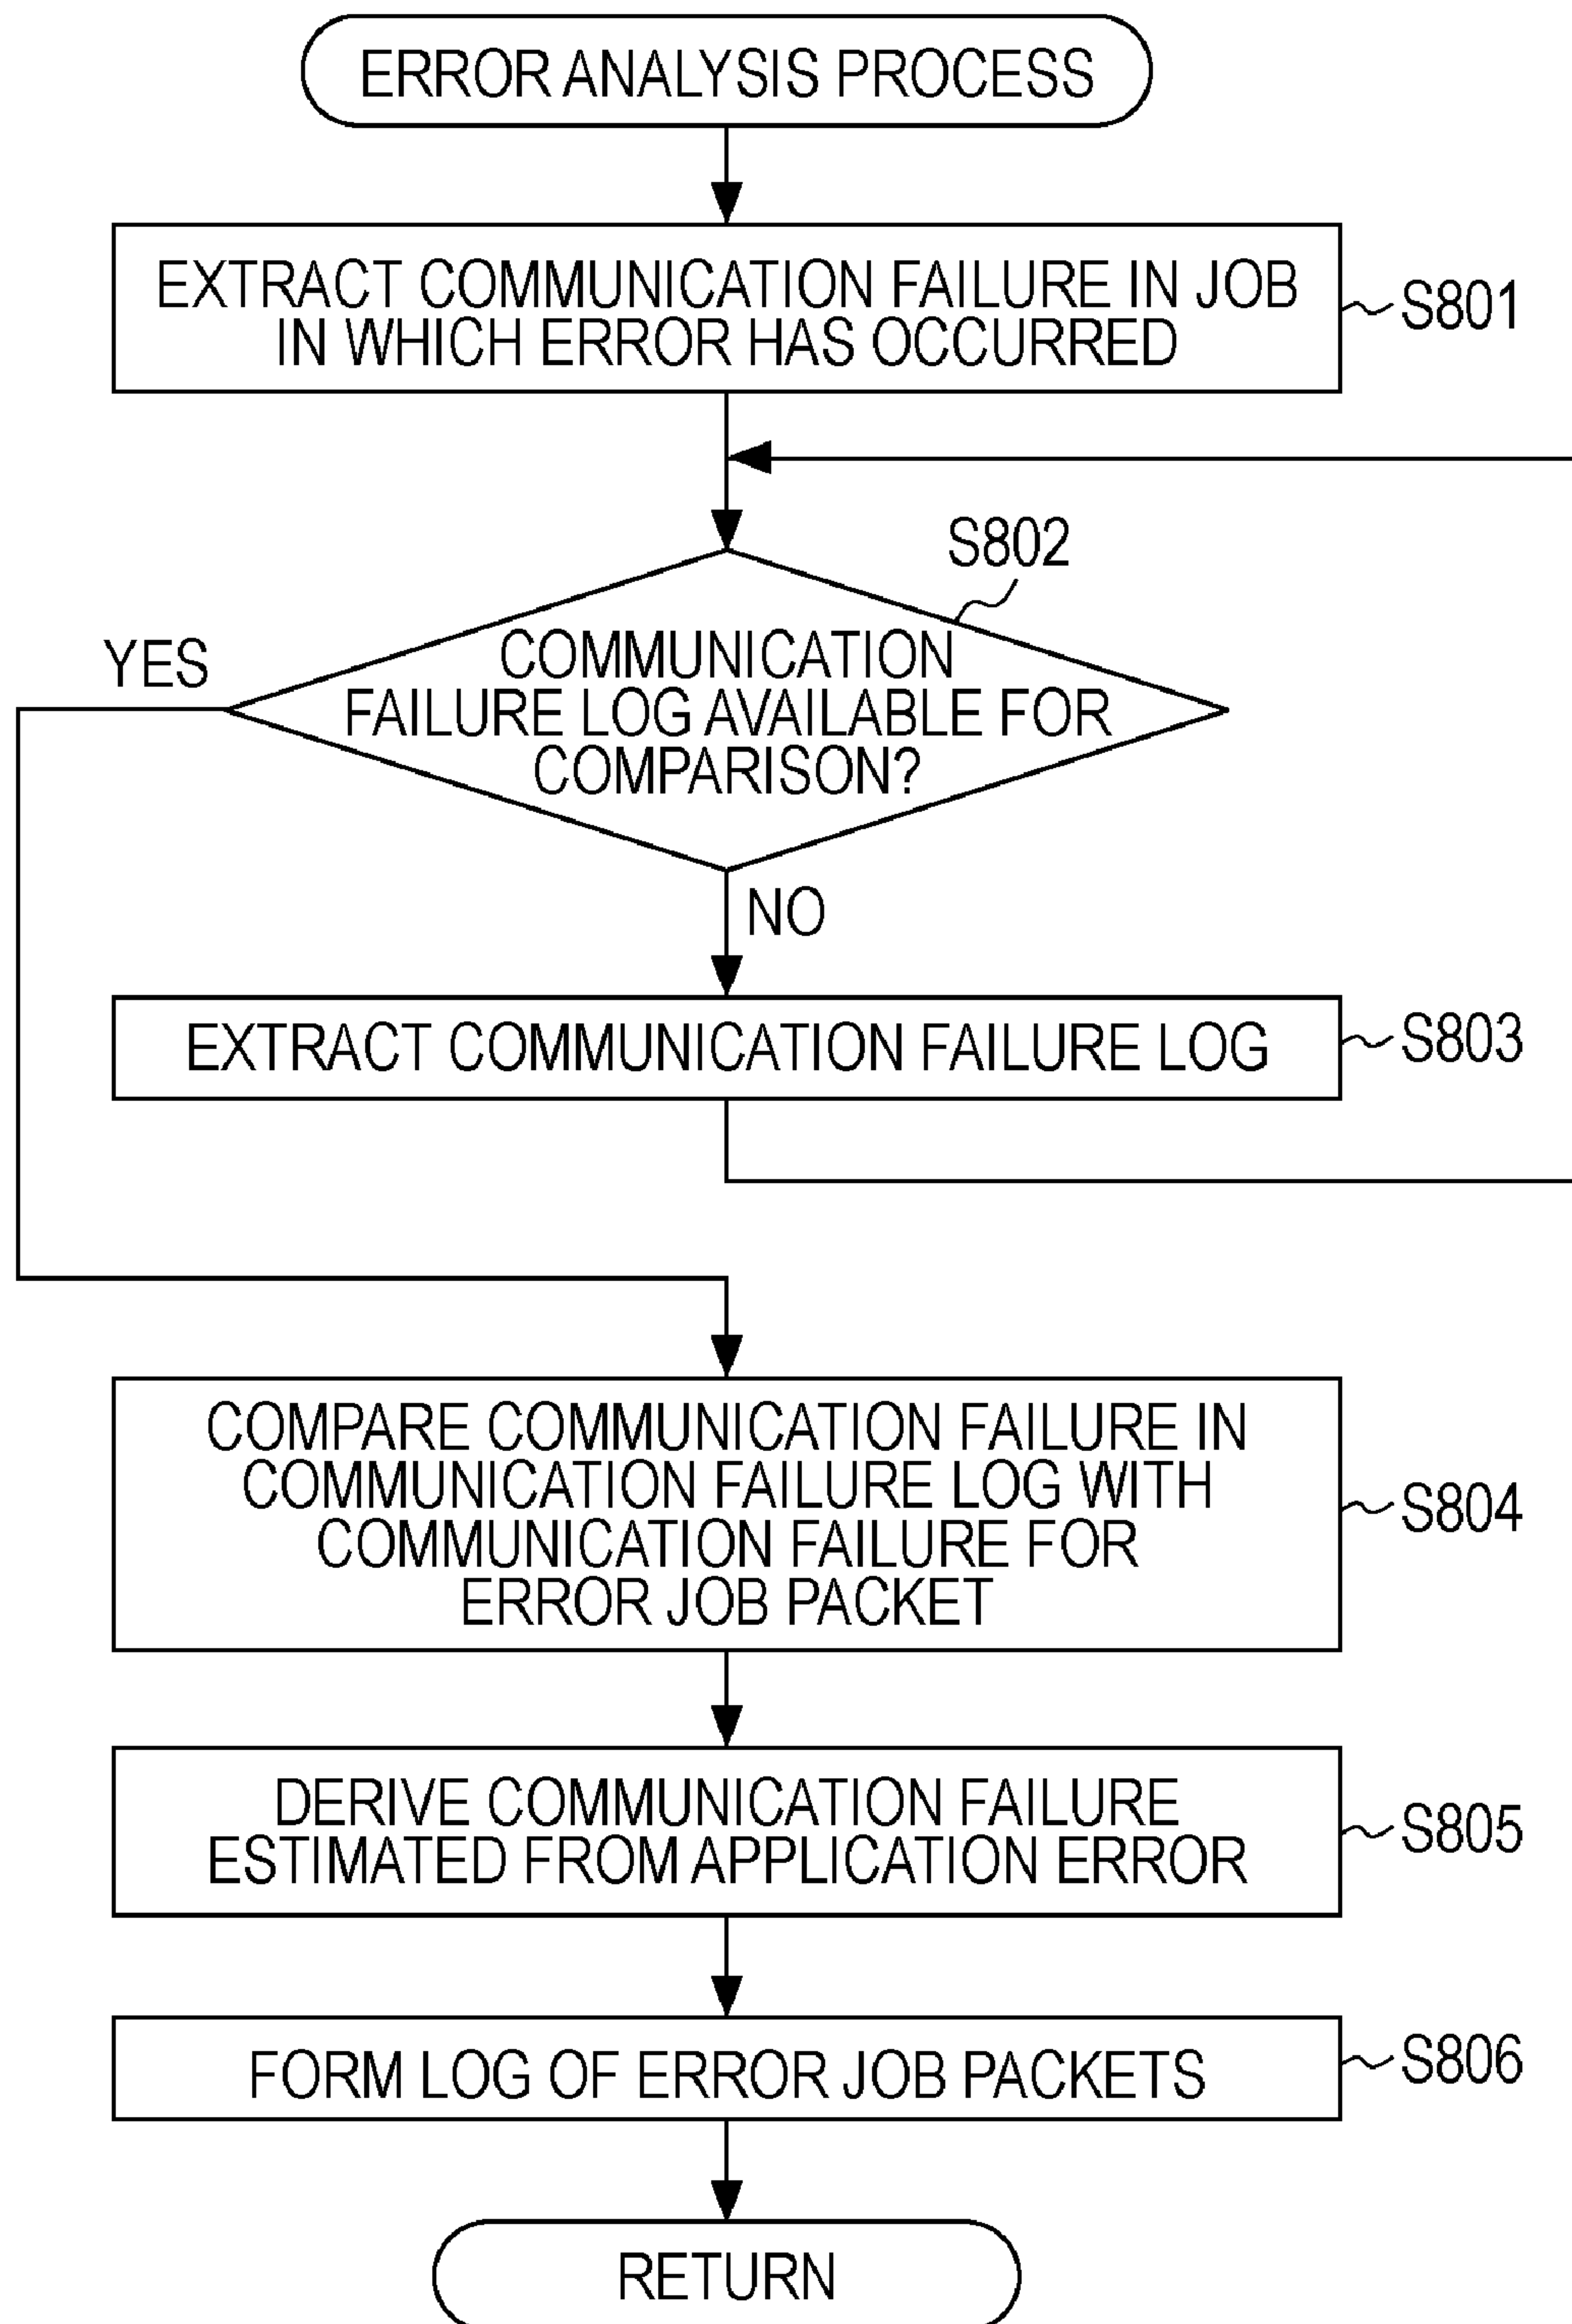 ERROR ANALYSIS PROCESS
EXTRACT COMMUNICATION FAILURE IN JOB
IN WHICH ERROR HAS OCCURRED
S801
S802
YES
COMMUNICATION
FAILURE LOG AVAILABLE FOR
COMPARISON?
NO
EXTRACT COMMUNICATION FAILURE LOG
S803
COMPARE COMMUNICATION FAILURE IN
COMMUNICATION FAILURE LOG WITH
COMMUNICATION FAILURE FOR
ERROR JOB PACKET
S804
DERIVE COMMUNICATION FAILURE
ESTIMATED FROM APPLICATION ERROR
S805
FORM LOG OF ERROR JOB PACKETS
S806
RETURN